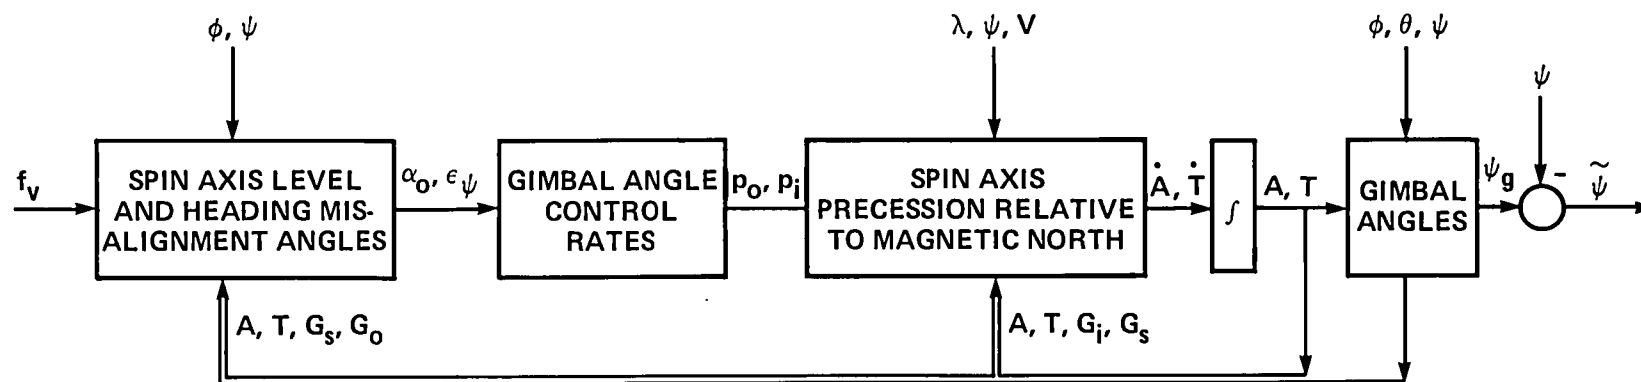 ϕ, ψ
λ, ψ, V
ϕ, θ, ψ
ψ
f_v
SPIN AXIS LEVEL
AND HEADING MIS-
ALIGNMENT ANGLES
α_o, ϵ_ψ
GIMBAL ANGLE
CONTROL
RATES
p_o, p_i
SPIN AXIS
PRECESSION RELATIVE
TO MAGNETIC NORTH
Ȧ, Ṫ
∫
A, T
GIMBAL
ANGLES
ψ_g
-
ψ̃
A, T, G_s, G_o
A, T, G_i, G_s